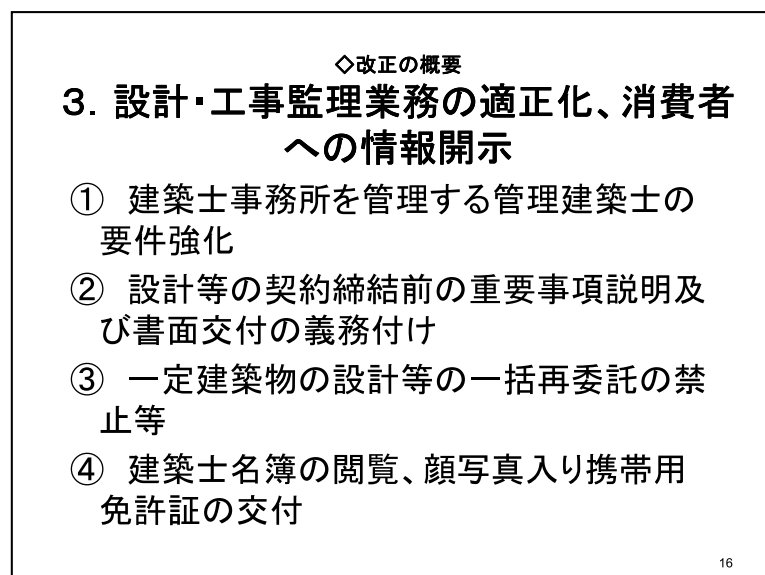 ◇改正の概要
３．設計・工事監理業務の適正化、消費者
への情報開示
① 建築士事務所を管理する管理建築士の
要件強化
② 設計等の契約締結前の重要事項説明及
び書面交付の義務付け
③ 一定建築物の設計等の一括再委託の禁
止等
④ 建築士名簿の閲覧、顔写真入り携帯用
免許証の交付
16